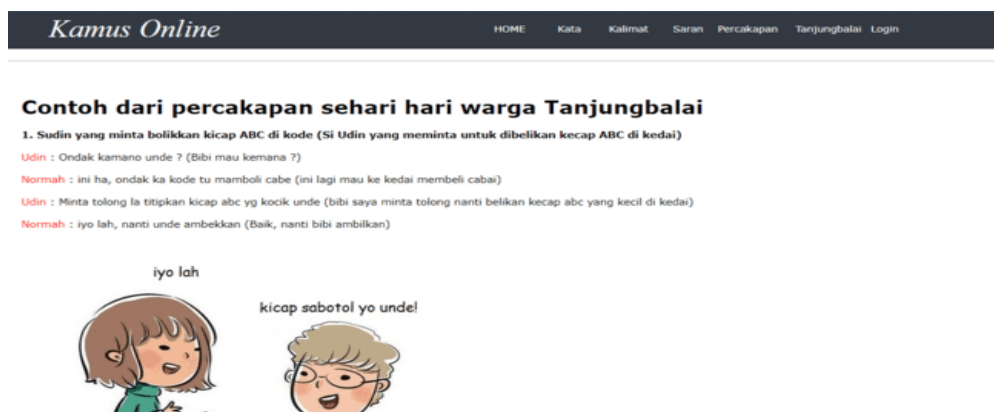 Kamus Online HOME Kata Kalimat Saran Percakapan Tanjungbalai Login
Contoh dari percakapan sehari hari warga Tanjungbalai
1. Sudin yang minta bolikkan kicap ABC di kode (Si Udin yang meminta untuk dibelikan kecap ABC di kedai)
Udin : Ondak kamano unde ? (Bibi mau kemana ?)
Normah : ini ha, ondak ka kode tu mamboli cabe (ini lagi mau ke kedai membeli cabai)
Udin : Minta tolong la titipkan kicap abc yg kocik unde (bibi saya minta tolong nanti belikan kecap abc yang kecil di kedai)
Normah : iyo lah, nanti unde ambekkan (Baik, nanti bibi ambilkan)
iyo lah
kicap sabotol yo unde!